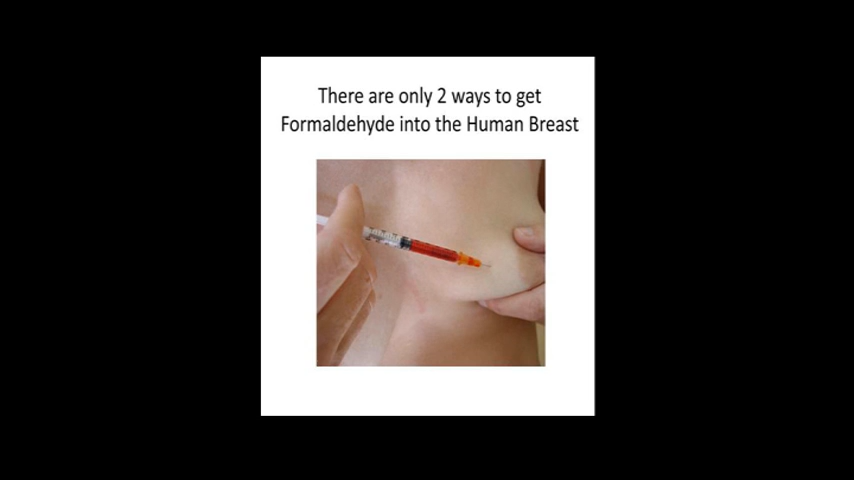 There are only 2 ways to get
Formaldehyde into the Human Breast